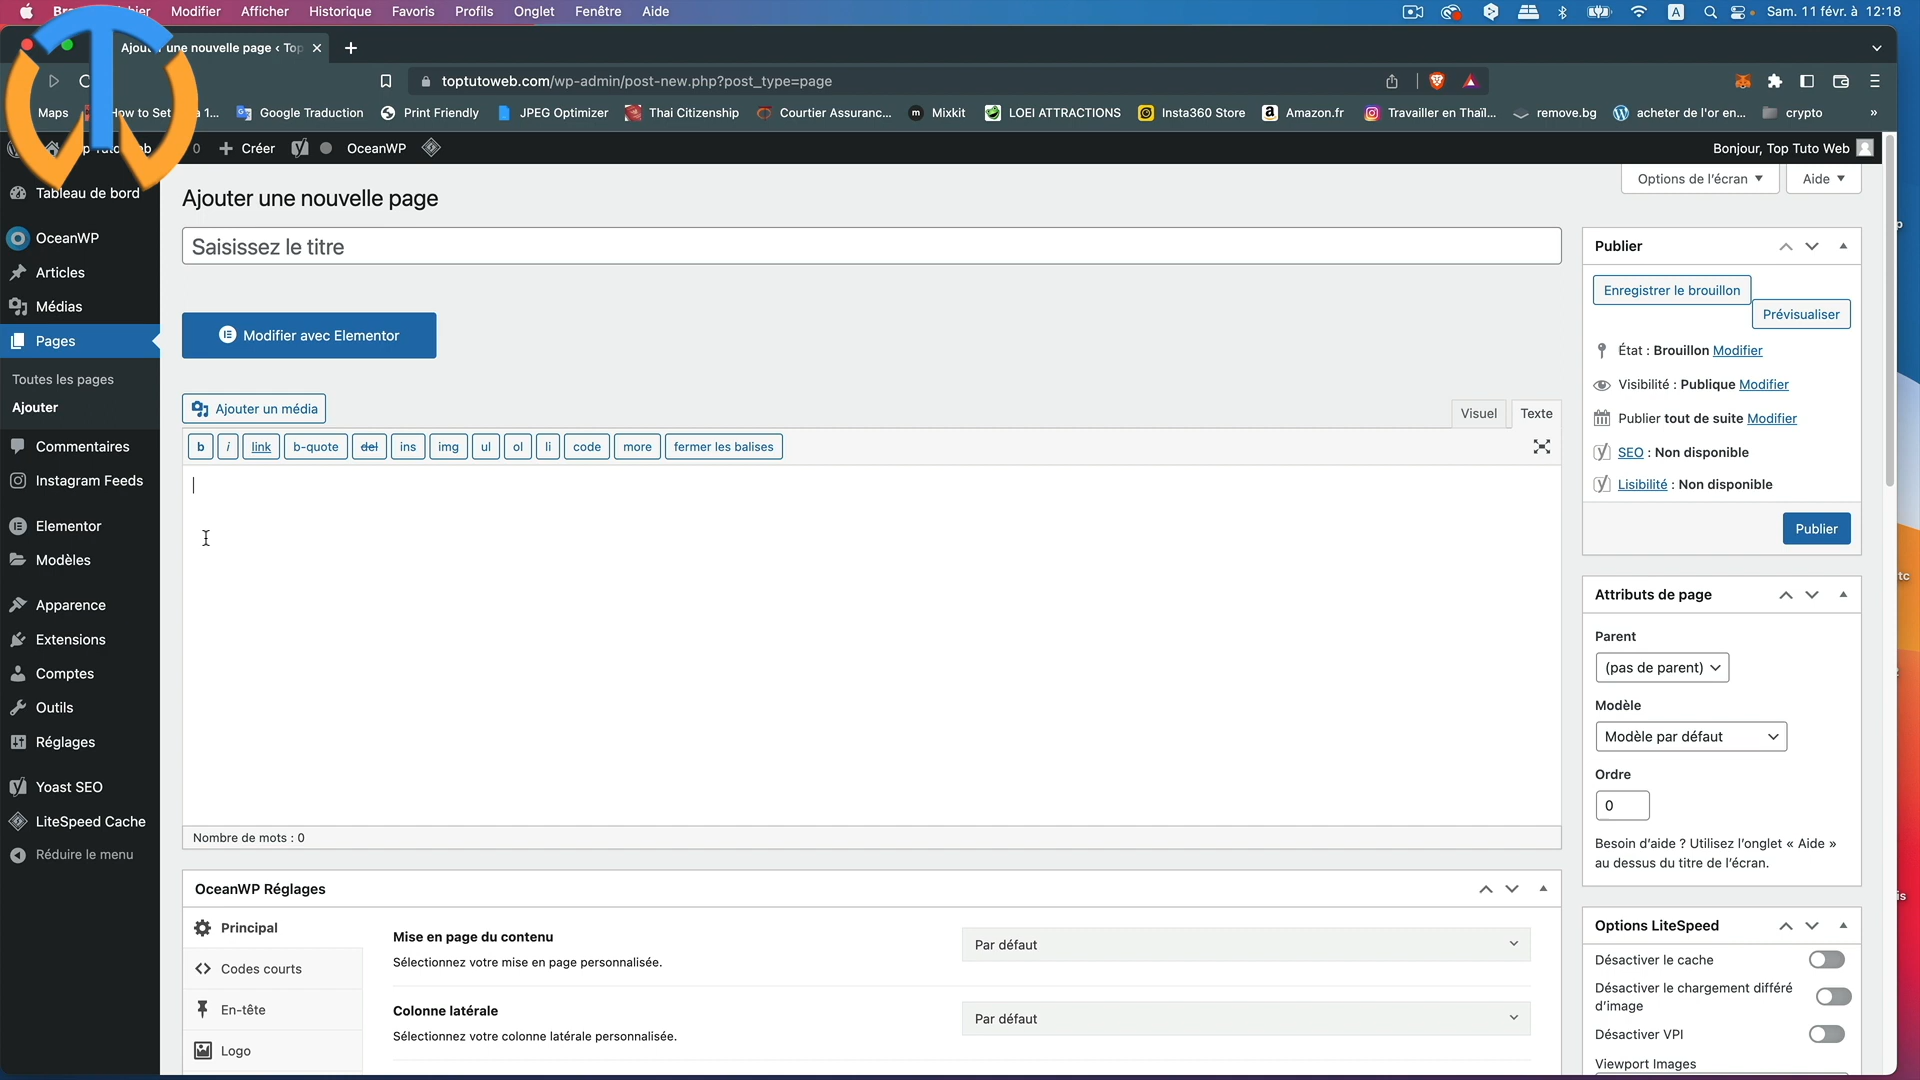 Modifier
Afficher
Historique
Favoris
Profils
Onglet
Fenêtre
Aide
A
Sam. 11 févr. à 12:18
une nouvelle page ‹ Top
toptutoweb.com/wp-admin/post-new.php?post_type=page
Maps
Google Traduction
Print Friendly
JPEG Optimizer
Thai Citizenship
Courtier Assuranc...
Mixkit
LOEI ATTRACTIONS
Insta360 Store
Amazon.fr
Travailler en Thaïl...
remove.bg
acheter de l'or en...
crypto
»
0
Créer
OceanWP
Bonjour, Top Tuto Web
Tableau de bord
OceanWP
Articles
Médias
Pages
Toutes les pages
Ajouter
Commentaires
Instagram Feeds
Elementor
Modèles
Apparence
Extensions
Comptes
Outils
Réglages
Yoast SEO
LiteSpeed Cache
Réduire le menu
Options de l'écran
Aide
Ajouter une nouvelle page
Saisissez le titre
Modifier avec Elementor
Ajouter un média
Visuel
Texte
b
i
link
b-quote
del
ins
img
ul
ol
li
code
more
fermer les balises
Nombre de mots : 0
OceanWP Réglages
Principal
Codes courts
En-tête
Logo
Mise en page du contenu
Sélectionnez votre mise en page personnalisée.
Par défaut
Colonne latérale
Sélectionnez votre colonne latérale personnalisée.
Par défaut
Publier
Enregistrer le brouillon
Prévisualiser
État : Brouillon Modifier
Visibilité : Publique Modifier
Publier tout de suite Modifier
SEO : Non disponible
Lisibilité : Non disponible
Publier
Attributs de page
Parent
(pas de parent)
Modèle
Modèle par défaut
Ordre
0
Besoin d'aide ? Utilisez l'onglet « Aide »
au dessus du titre de l'écran.
Options LiteSpeed
Désactiver le cache
Désactiver le chargement différé
d'image
Désactiver VPI
Viewport Images